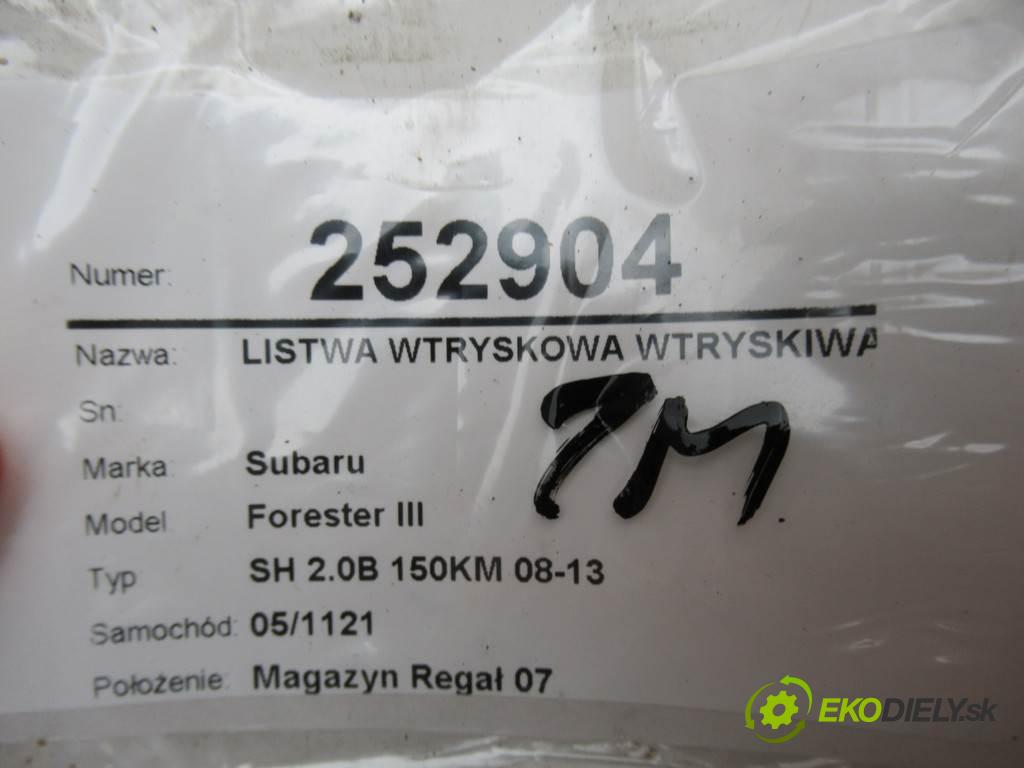 Numer: 252904
Nazwa: LISTWA WTRYSKOWA WTRYSKIWA
Sn:
Marka: Subaru
Model Forester III
Typ SH 2.0B 150KM 08-13
Samochód: 05/1121
Położenie: Magazyn Regał 07
EKODIELY.sk